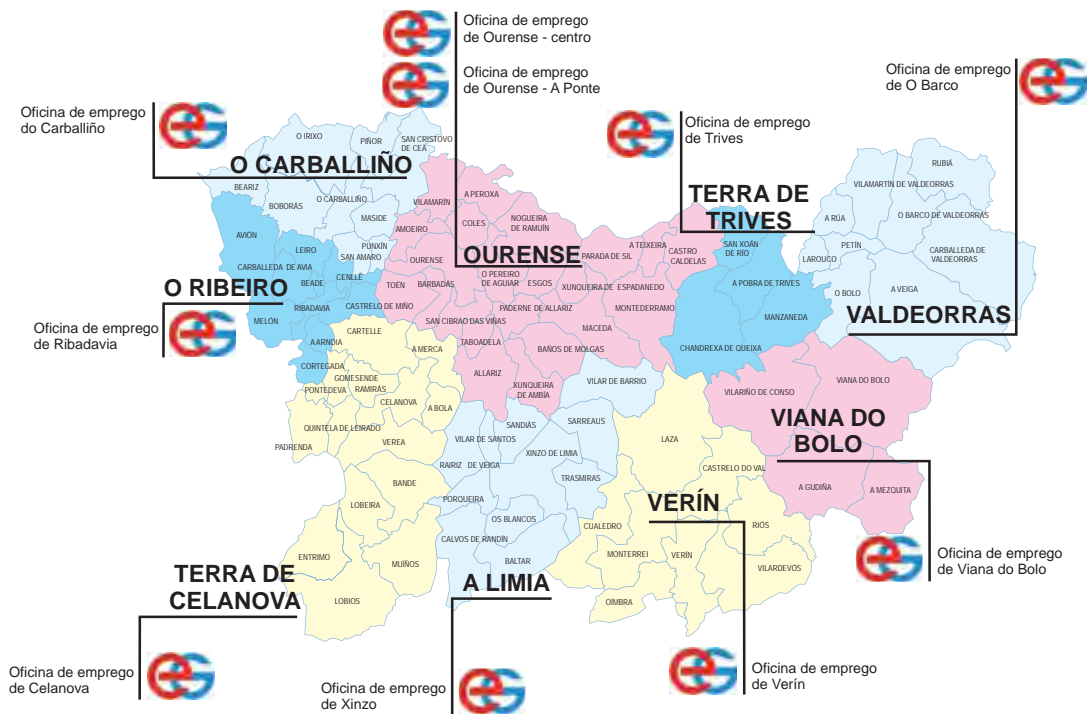 Oficina de emprego
de Ourense - centro
Oficina de emprego
de Ourense - A Ponte
Oficina de emprego
de O Barco
Oficina de emprego
do Carballiño
Oficina de emprego
de Trives
O IRIXO
PIÑOR
SAN CRISTOVO
DE CEA
O CARBALLIÑO
BEARIZ
BOBORÁS
O CARBALLIÑO
MASIDE
PUNXÍN
SAN AMARO
RUBIÁ
VILAMARTÍN DE VALDEORRAS
A RÚA
O BARCO DE VALDEORRAS
PETÍN
LAROUCO
CARBALLEDA DE
VALDEORRAS
O BOLO
A VEIGA
VALDEORRAS
TERRA DE
TRIVES
SAN XOÁN
DE RÍO
A POBRA DE TRIVES
MANZANEDA
CHANDREXA DE QUEIXA
A PEROXA
VILAMARÍN
COLES
NOGUEIRA
DE RAMUÍN
AMOEIRO
OURENSE
A TEIXEIRA
PARADA DE SIL
CASTRO
CALDELAS
OURENSE
O PEREIRO
DE AGUIAR
ESGOS
XUNQUEIRA DE ESPADANEDO
TOÉN
BARBADÁS
PADERNE DE ALLARIZ
MONTEDERRAMO
SAN CIBRAO DAS VIÑAS
MACEDA
TABOADELA
BAÑOS DE MOLGAS
ALLARIZ
XUNQUEIRA
DE AMBÍA
AVIÓN
LEIRO
CARBALLEDA DE AVIA
CENLLE
BEADE
O RIBEIRO
RIBADAVIA
CASTRELO DE MIÑO
MELÓN
A ARNOIA
CORTEGADA
Oficina de emprego
de Ribadavia
CARTELLE
A MERCA
GOMESENDE
PONTEDEVA
RAMIRÁS
CELANOVA
A BOLA
QUINTELA DE LEIRADO
PADRENDA
VEREA
BANDE
LOBEIRA
ENTRIMO
MUÍÑOS
LOBIOS
TERRA DE
CELANOVA
VILAR DE BARRIO
SANDIÁS
SARREAUS
VILAR DE SANTOS
XINZO DE LIMIA
RAIRIZ DE VEIGA
TRASMIRAS
PORQUEIRA
OS BLANCOS
CALVOS DE RANDÍN
BALTAR
A LIMIA
LAZA
CASTRELO DO VAL
VERÍN
CUALEDRO
RIÓS
MONTERREI
VERÍN
VILARDEVÓS
OÍMBRA
VILARIÑO DE CONSO
VIANA DO BOLO
VIANA DO
BOLO
A GUDIÑA
A MEZQUITA
Oficina de emprego
de Viana do Bolo
Oficina de emprego
de Celanova
Oficina de emprego
de Xinzo
Oficina de emprego
de Verín